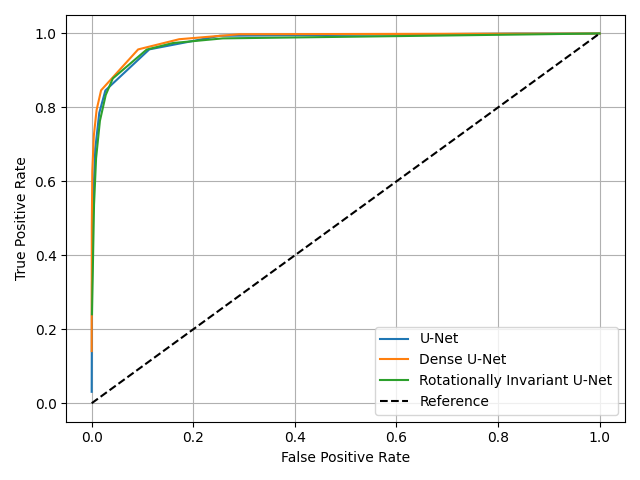 1.0
0.8
0.6
0.4
0.2
0.0
True Positive Rate
U-Net
Dense U-Net
Rotationally Invariant U-Net
Reference
0.0 0.2 0.4 0.6 0.8 1.0
False Positive Rate